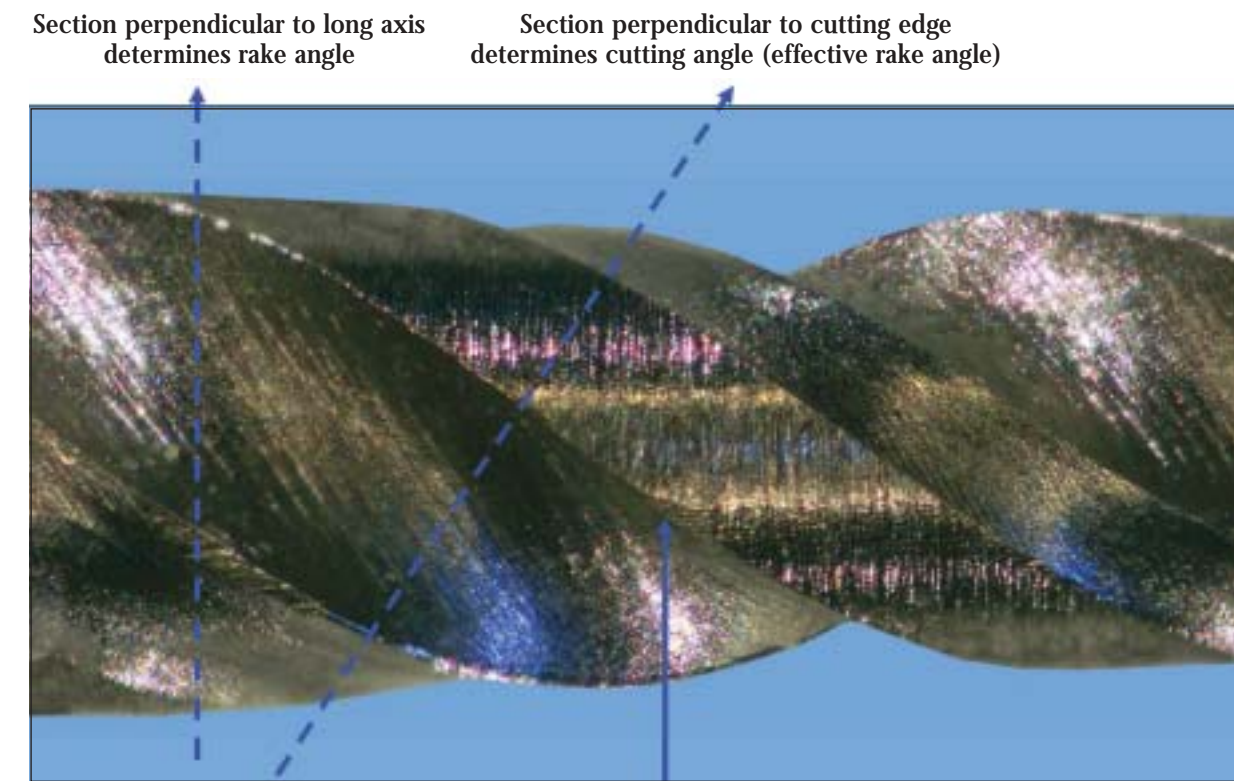 Section perpendicular to long axis
determines rake angle
Section perpendicular to cutting edge
determines cutting angle (effective rake angle)